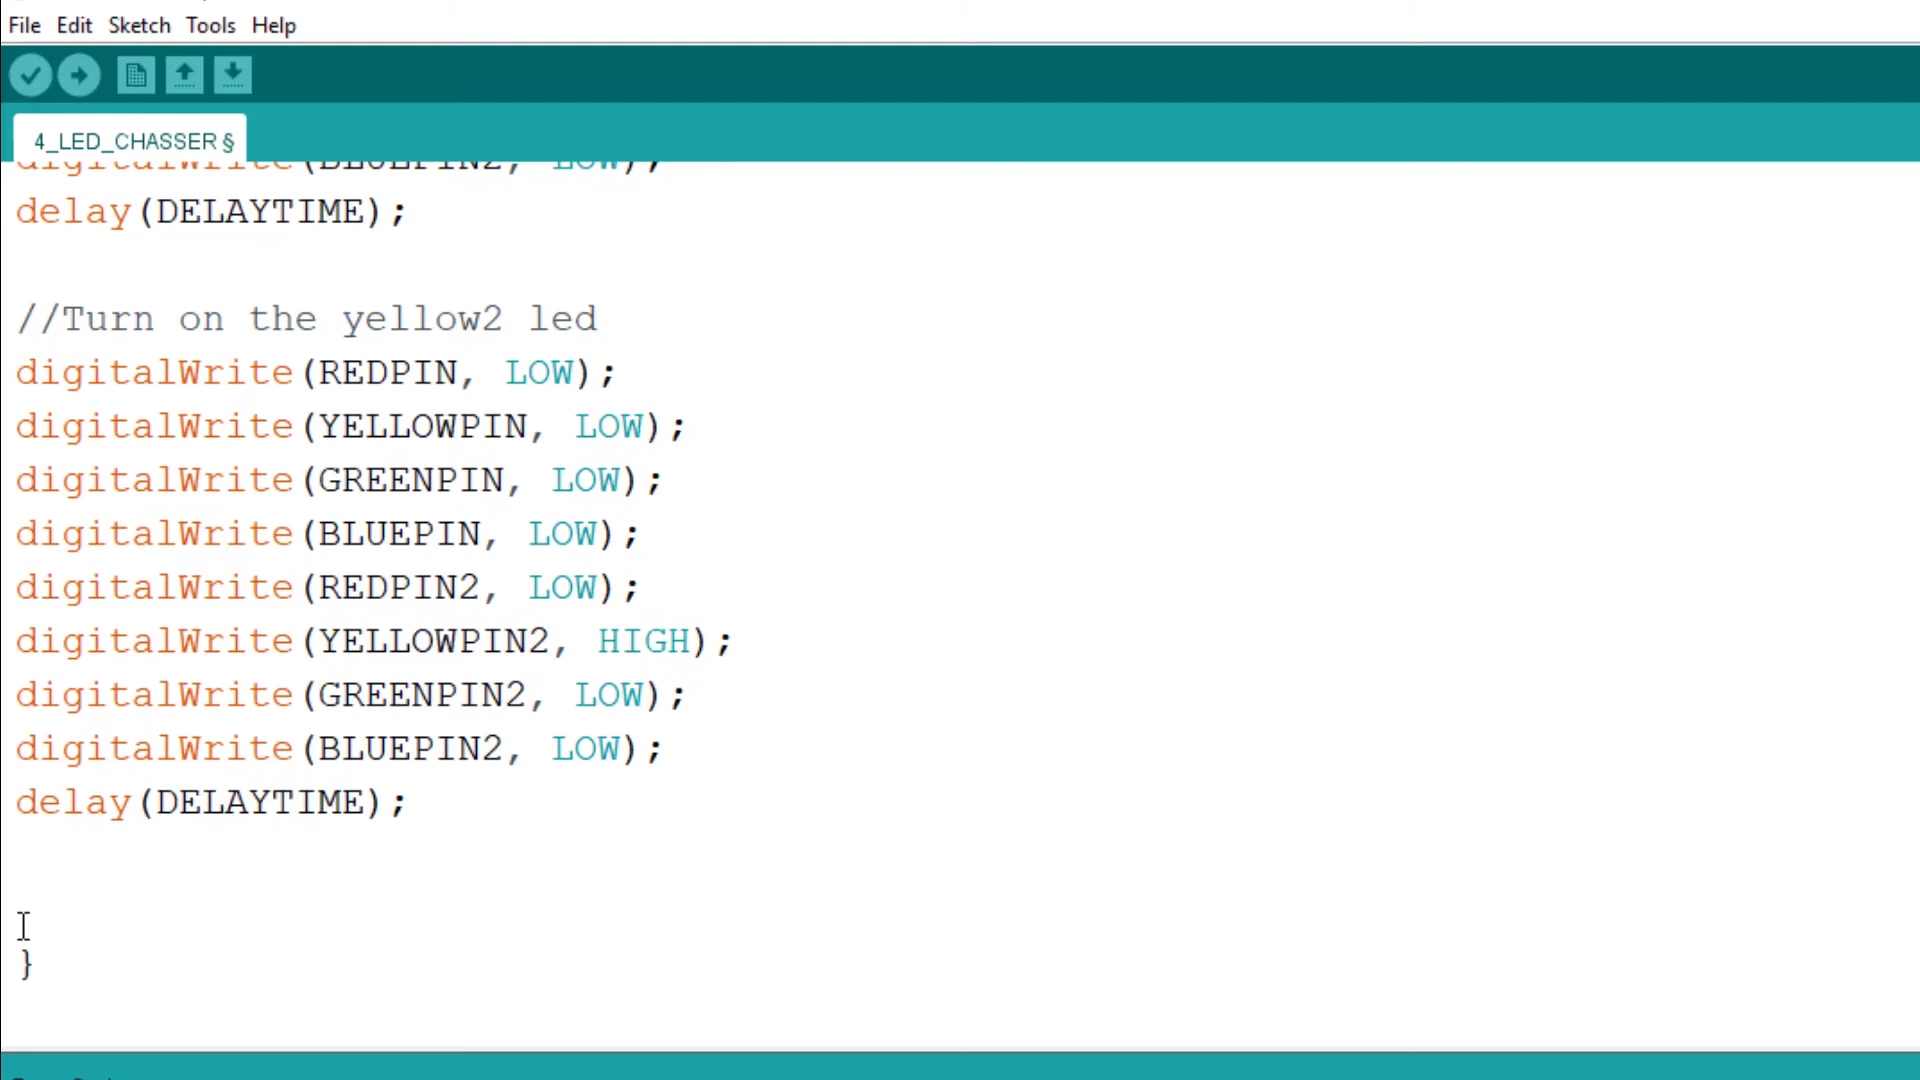 File Edit Sketch Tools Help
4_LED_CHASSER §
digitalWrite(BLUEPIN2, LOW);
delay(DELAYTIME);
//Turn on the yellow2 led
digitalWrite(REDPIN, LOW);
digitalWrite(YELLOWPIN, LOW);
digitalWrite(GREENPIN, LOW);
digitalWrite(BLUEPIN, LOW);
digitalWrite(REDPIN2, LOW);
digitalWrite(YELLOWPIN2, HIGH);
digitalWrite(GREENPIN2, LOW);
digitalWrite(BLUEPIN2, LOW);
delay(DELAYTIME);
}